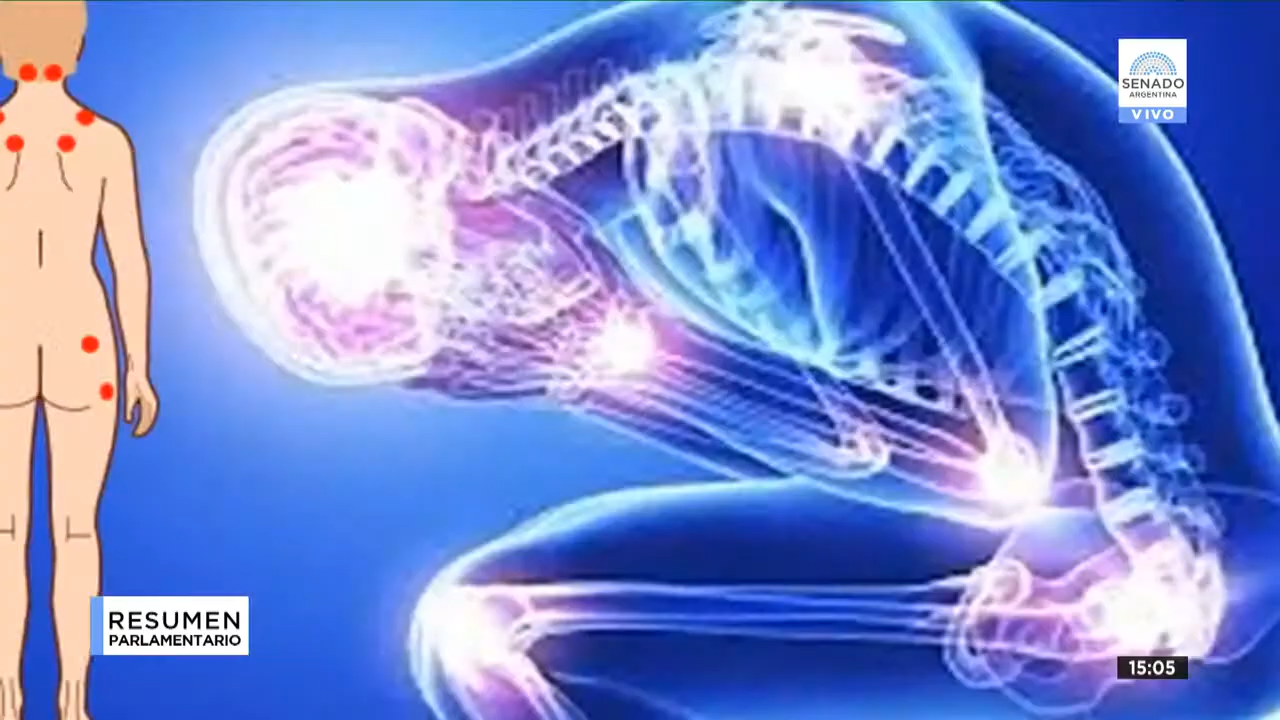 SENADO
ARGENTINA
VIVO
RESUMEN
PARLAMENTARIO
15:05